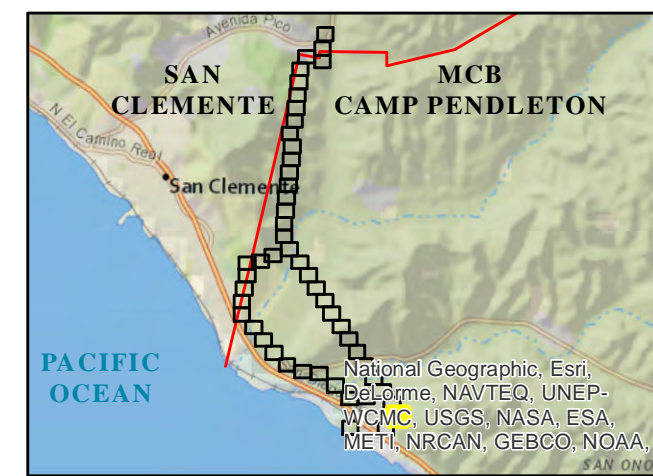 Avenida Pico
SAN
CLEMENTE
MCB
CAMP PENDLETON
N El Camino Real
San Clemente
PACIFIC
OCEAN
National Geographic, Esri,
DeLorme, NAVTEQ, UNEP-
WCMC, USGS, NASA, ESA,
METI, NRCAN, GEBCO, NOAA,
SAN ONO